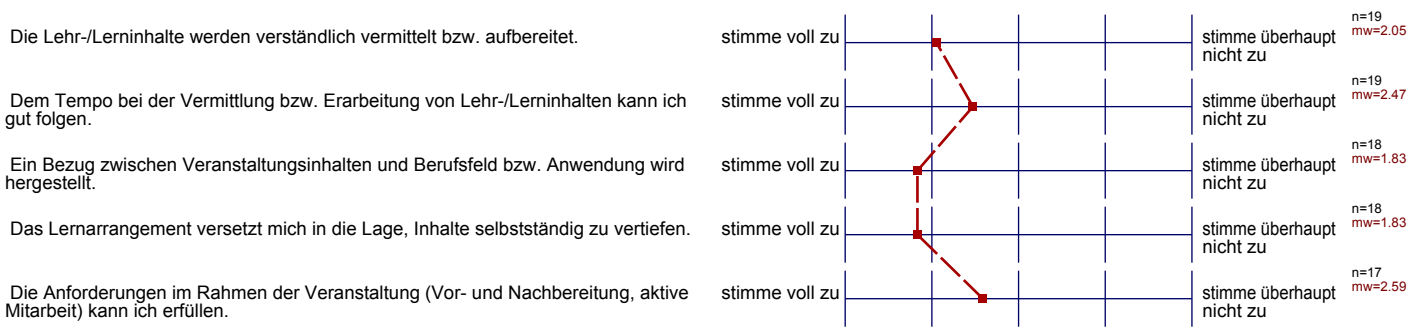 Die Lehr-/Lerninhalte werden verständlich vermittelt bzw. aufbereitet.
stimme voll zu
stimme überhaupt
nicht zu
n=19
mw=2.05
Dem Tempo bei der Vermittlung bzw. Erarbeitung von Lehr-/Lerninhalten kann ich
gut folgen.
stimme voll zu
stimme überhaupt
nicht zu
n=19
mw=2.47
Ein Bezug zwischen Veranstaltungsinhalten und Berufsfeld bzw. Anwendung wird
hergestellt.
stimme voll zu
stimme überhaupt
nicht zu
n=18
mw=1.83
Das Lernarrangement versetzt mich in die Lage, Inhalte selbstständig zu vertiefen.
stimme voll zu
stimme überhaupt
nicht zu
n=18
mw=1.83
Die Anforderungen im Rahmen der Veranstaltung (Vor- und Nachbereitung, aktive
Mitarbeit) kann ich erfüllen.
stimme voll zu
stimme überhaupt
nicht zu
n=17
mw=2.59